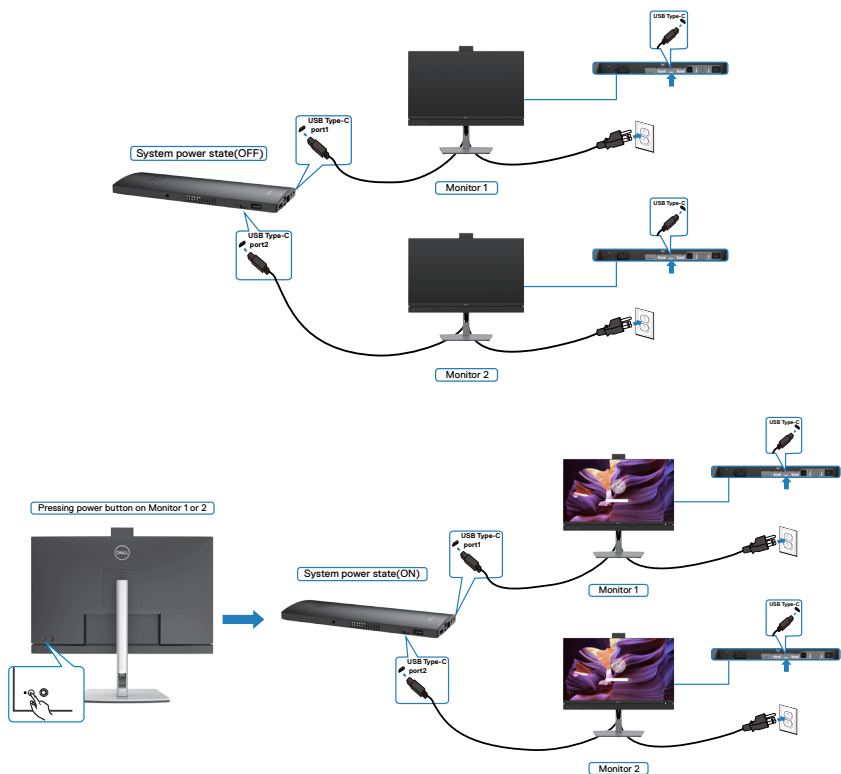 USB Type-C
USB Type-C
port1
System power state(OFF)
Monitor 1
USB Type-C
USB Type-C
port2
Monitor 2
USB Type-C
Pressing power button on Monitor 1 or 2
USB Type-C
port1
DELL
System power state(ON)
Monitor 1
USB Type-C
USB Type-C
port2
Monitor 2